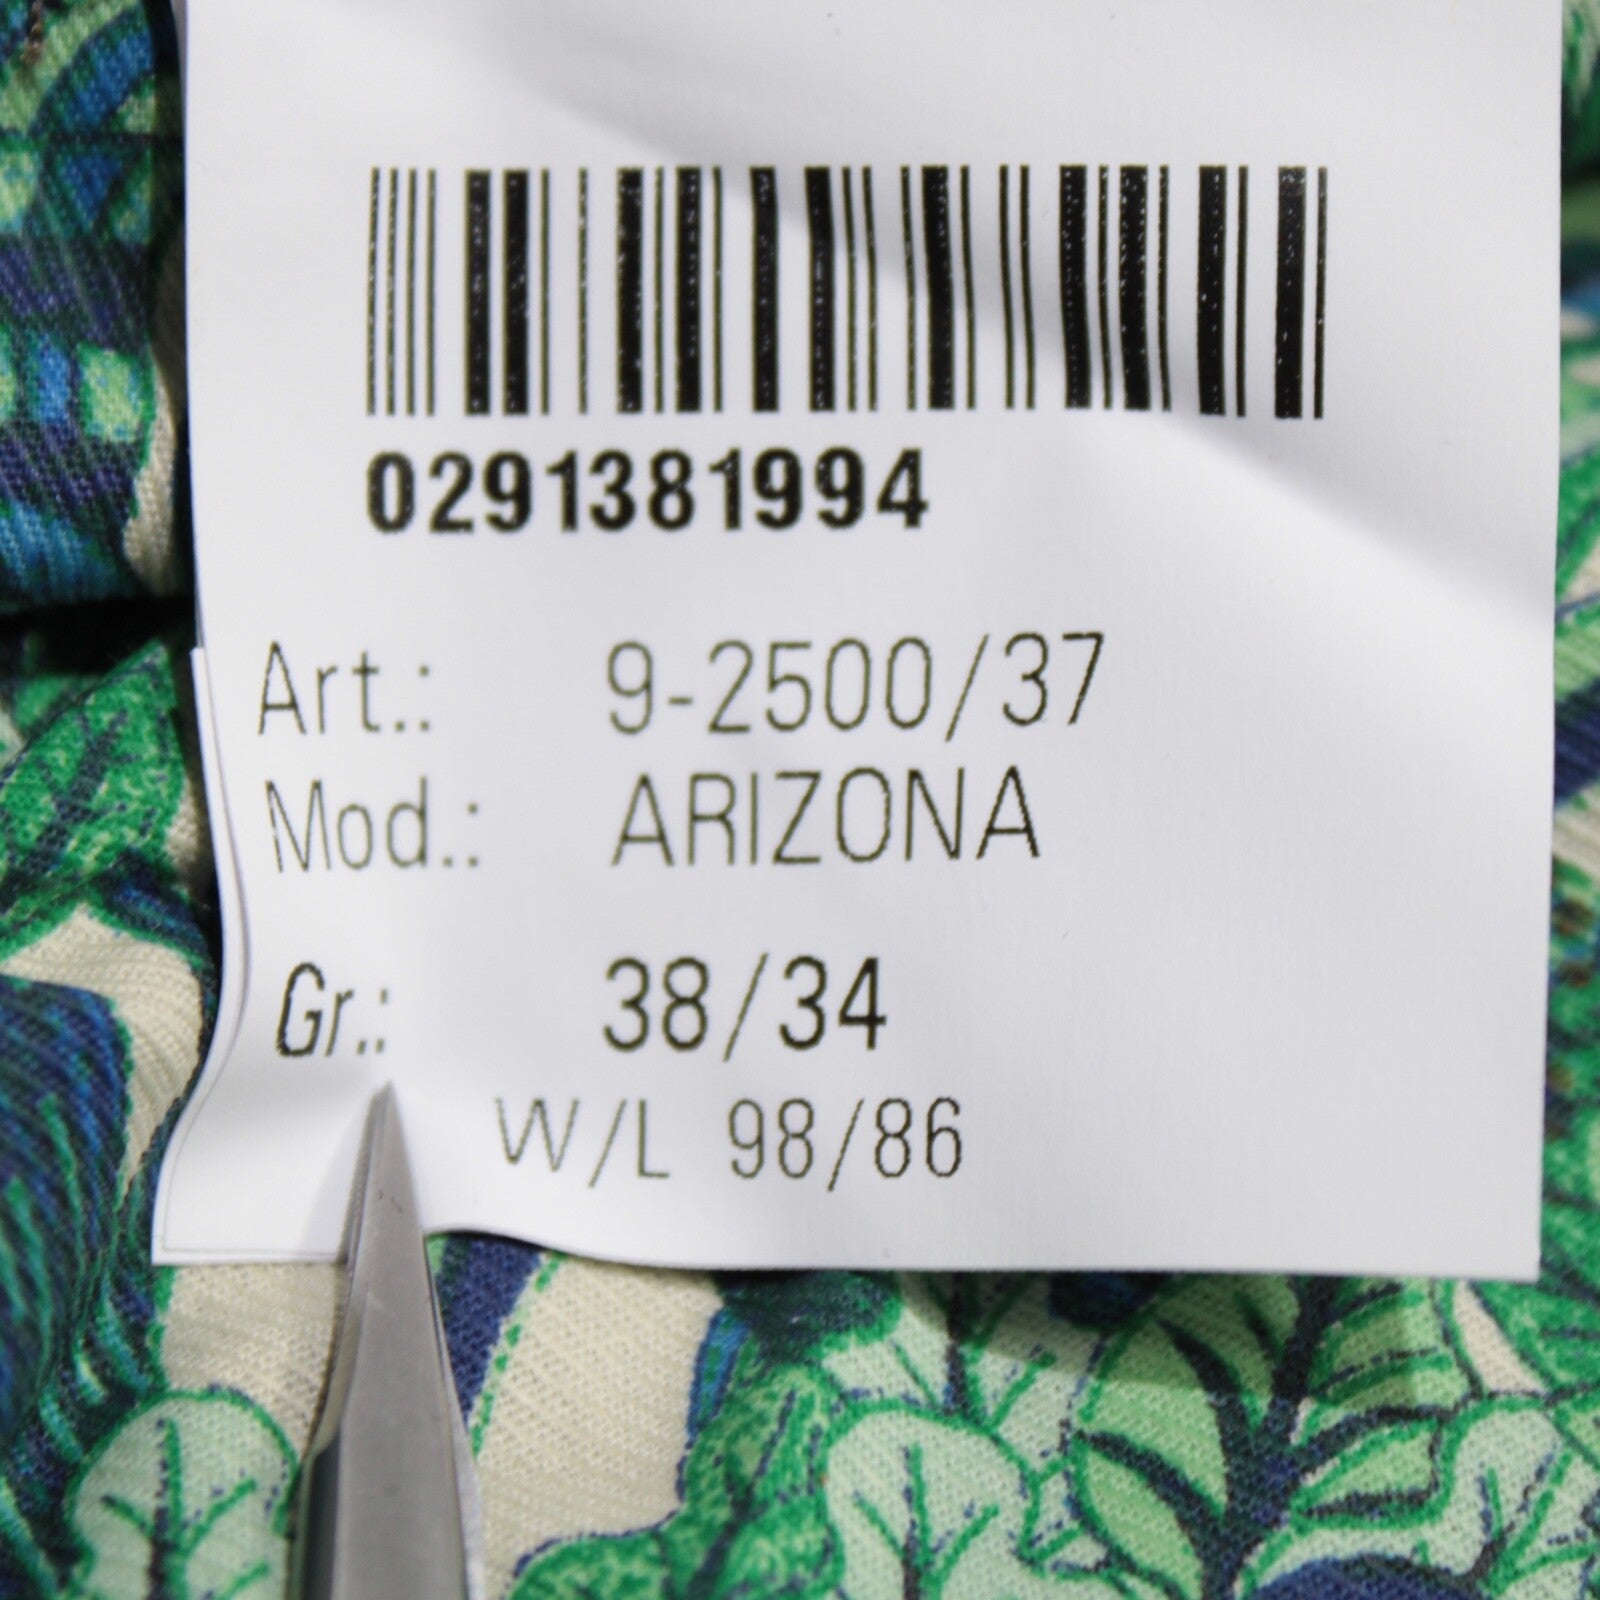 0291381994
Art.: 9-2500/37
Mod.: ARIZONA
Gr.: 38/34
W/L 98/86